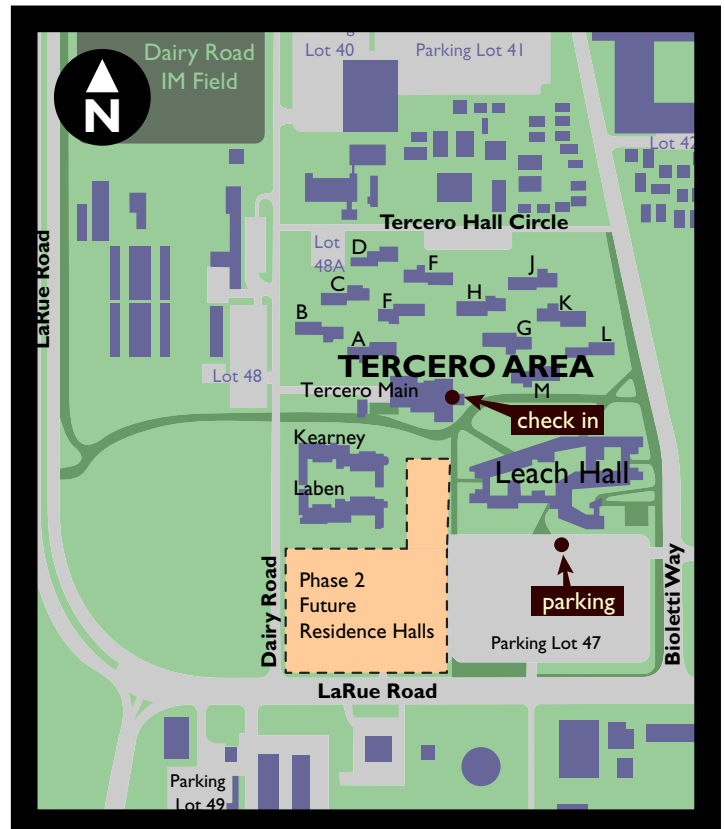 Lot 40
Parking Lot 41
Dairy Road
IM Field
N
Lot 42
Tercero Hall Circle
LaRue Road
Lot
48A
D
F
J
C
H
F
K
B
G
A
L
TERCERO AREA
Lot 48
Tercero Main
M
check in
Kearney
Leach Hall
Laben
Dairy Road
Phase 2
Future
Residence Halls
parking
Parking Lot 47
Bioletti Way
LaRue Road
Parking
Lot 49